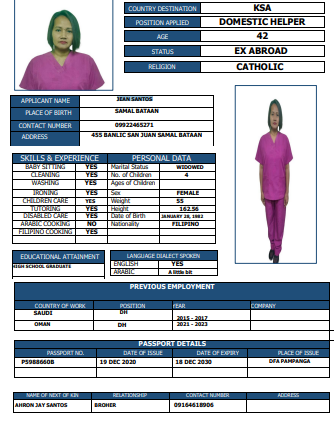 COUNTRY DESTINATION KSA
POSITION APPLIED DOMESTIC HELPER
AGE 42
STATUS EX ABROAD
RELIGION CATHOLIC
APPLICANT NAME JEAN SANTOS
PLACE OF BIRTH SAMAL BATAAN
CONTACT NUMBER 09922465271
ADDRESS 455 BANLIC SAN JUAN SAMAL BATAAN
SKILLS & EXPERIENCE PERSONAL DATA
BABY SITTING YES Marital Status WIDOWED
CLEANING YES No. of Children 4
WASHING YES Ages of Children
IRONING YES Sex FEMALE
CHILDREN CARE YES Weight 55
TUTORING YES Height 162.56
DISABLED CARE YES Date of Birth JANUARY 28, 1982
ARABIC COOKING NO Nationality FILIPINO
FILIPINO COOKING YES
EDUCATIONAL ATTAINMENT LANGUAGE DIALECT SPOKEN
HIGH SCHOOL GRADUATE ENGLISH YES
ARABIC A little bit
PREVIOUS EMPLOYMENT
COUNTRY OF WORK POSITION YEAR COMPANY
SAUDI DH 2015 - 2017
OMAN DH 2021 - 2023
PASSPORT DETAILS
PASSPORT NO. DATE OF ISSUE DATE OF EXPIRY PLACE OF ISSUE
P5988660B 19 DEC 2020 18 DEC 2030 DFA PAMPANGA
NAME OF NEXT OF KIN RELATIONSHIP CONTACT NUMBER ADDRESS
AHRON JAY SANTOS BROHER 09164618906